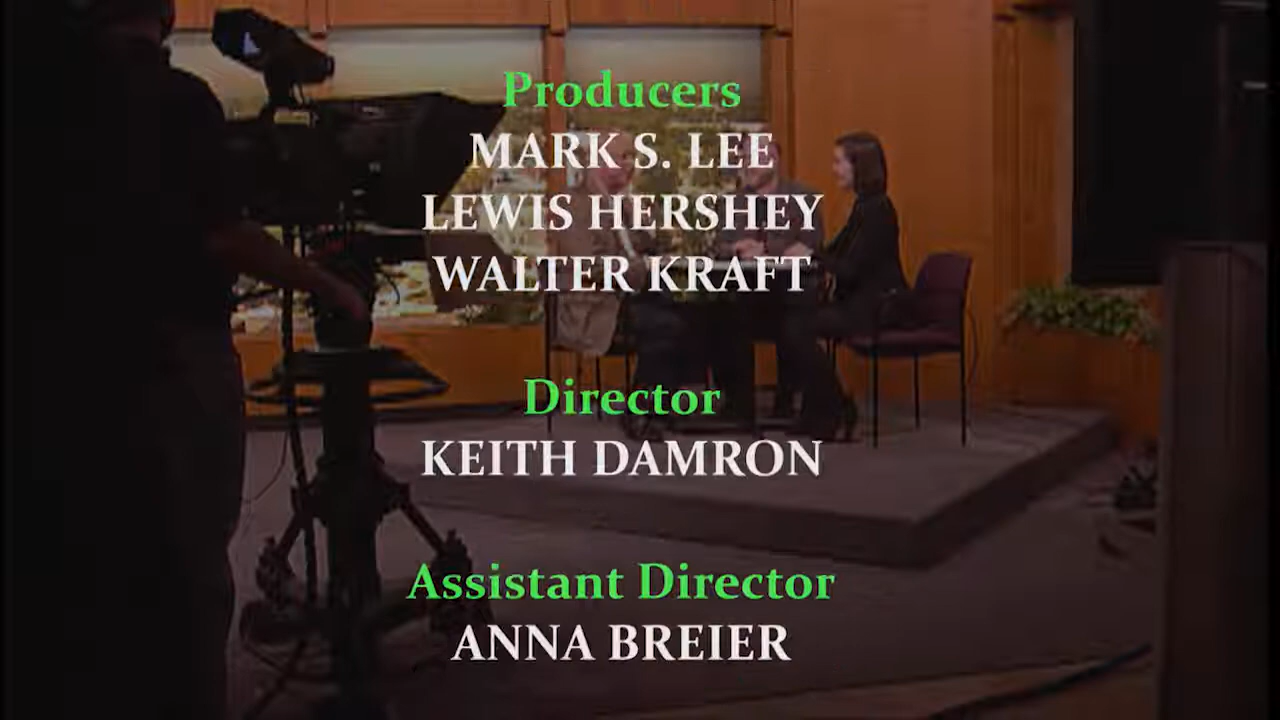 Producers
MARK S. LEE
LEWIS HERSHEY
WALTER KRAFT
Director
KEITH DAMRON
Assistant Director
ANNA BREIER